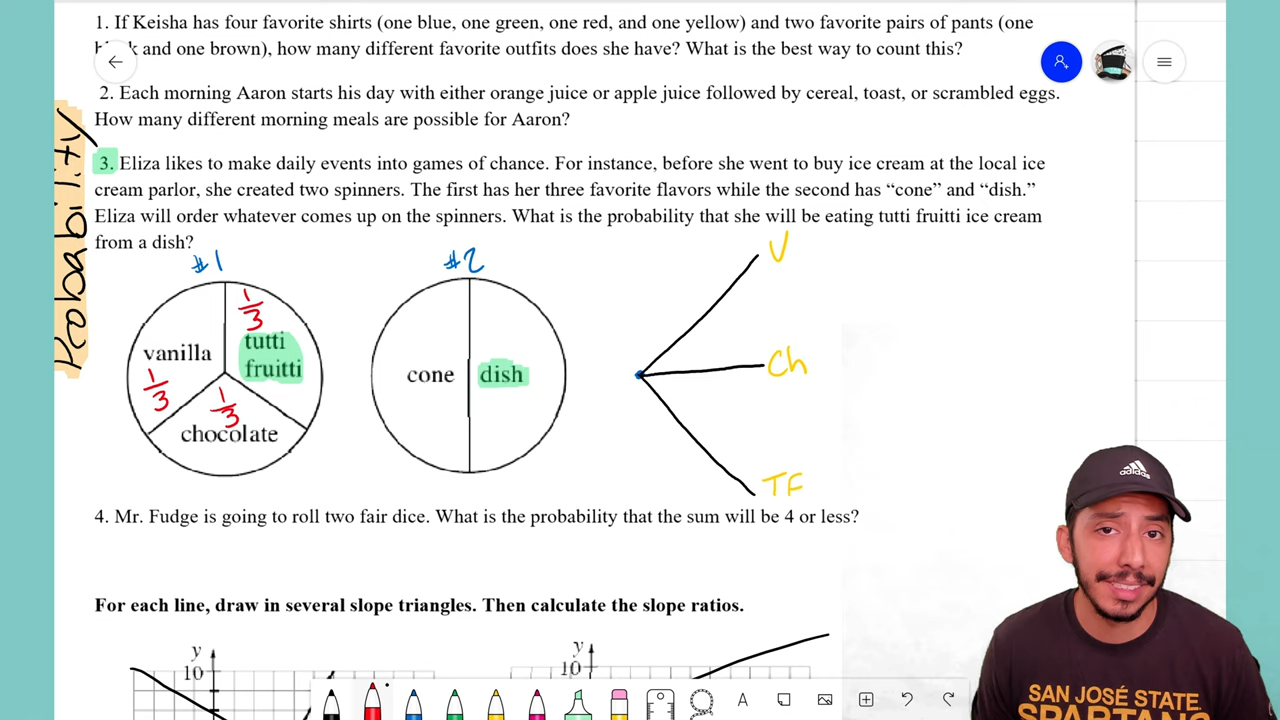 1. If Keisha has four favorite shirts (one blue, one green, one red, and one yellow) and two favorite pairs of pants (one
k and one brown), how many different favorite outfits does she have? What is the best way to count this?
2. Each morning Aaron starts his day with either orange juice or apple juice followed by cereal, toast, or scrambled eggs.
How many different morning meals are possible for Aaron?
Probability
3. Eliza likes to make daily events into games of chance. For instance, before she went to buy ice cream at the local ice
cream parlor, she created two spinners. The first has her three favorite flavors while the second has “cone” and “dish.”
Eliza will order whatever comes up on the spinners. What is the probability that she will be eating tutti fruitti ice cream
from a dish?
#1
1/3
tutti
fruitti
vanilla
1/3
1/3
chocolate
#2
cone
dish
V
Ch
TF
4. Mr. Fudge is going to roll two fair dice. What is the probability that the sum will be 4 or less?
For each line, draw in several slope triangles. Then calculate the slope ratios.
y
10
y
10
A
adidas
SAN JOSÉ STATE
SPARTANS